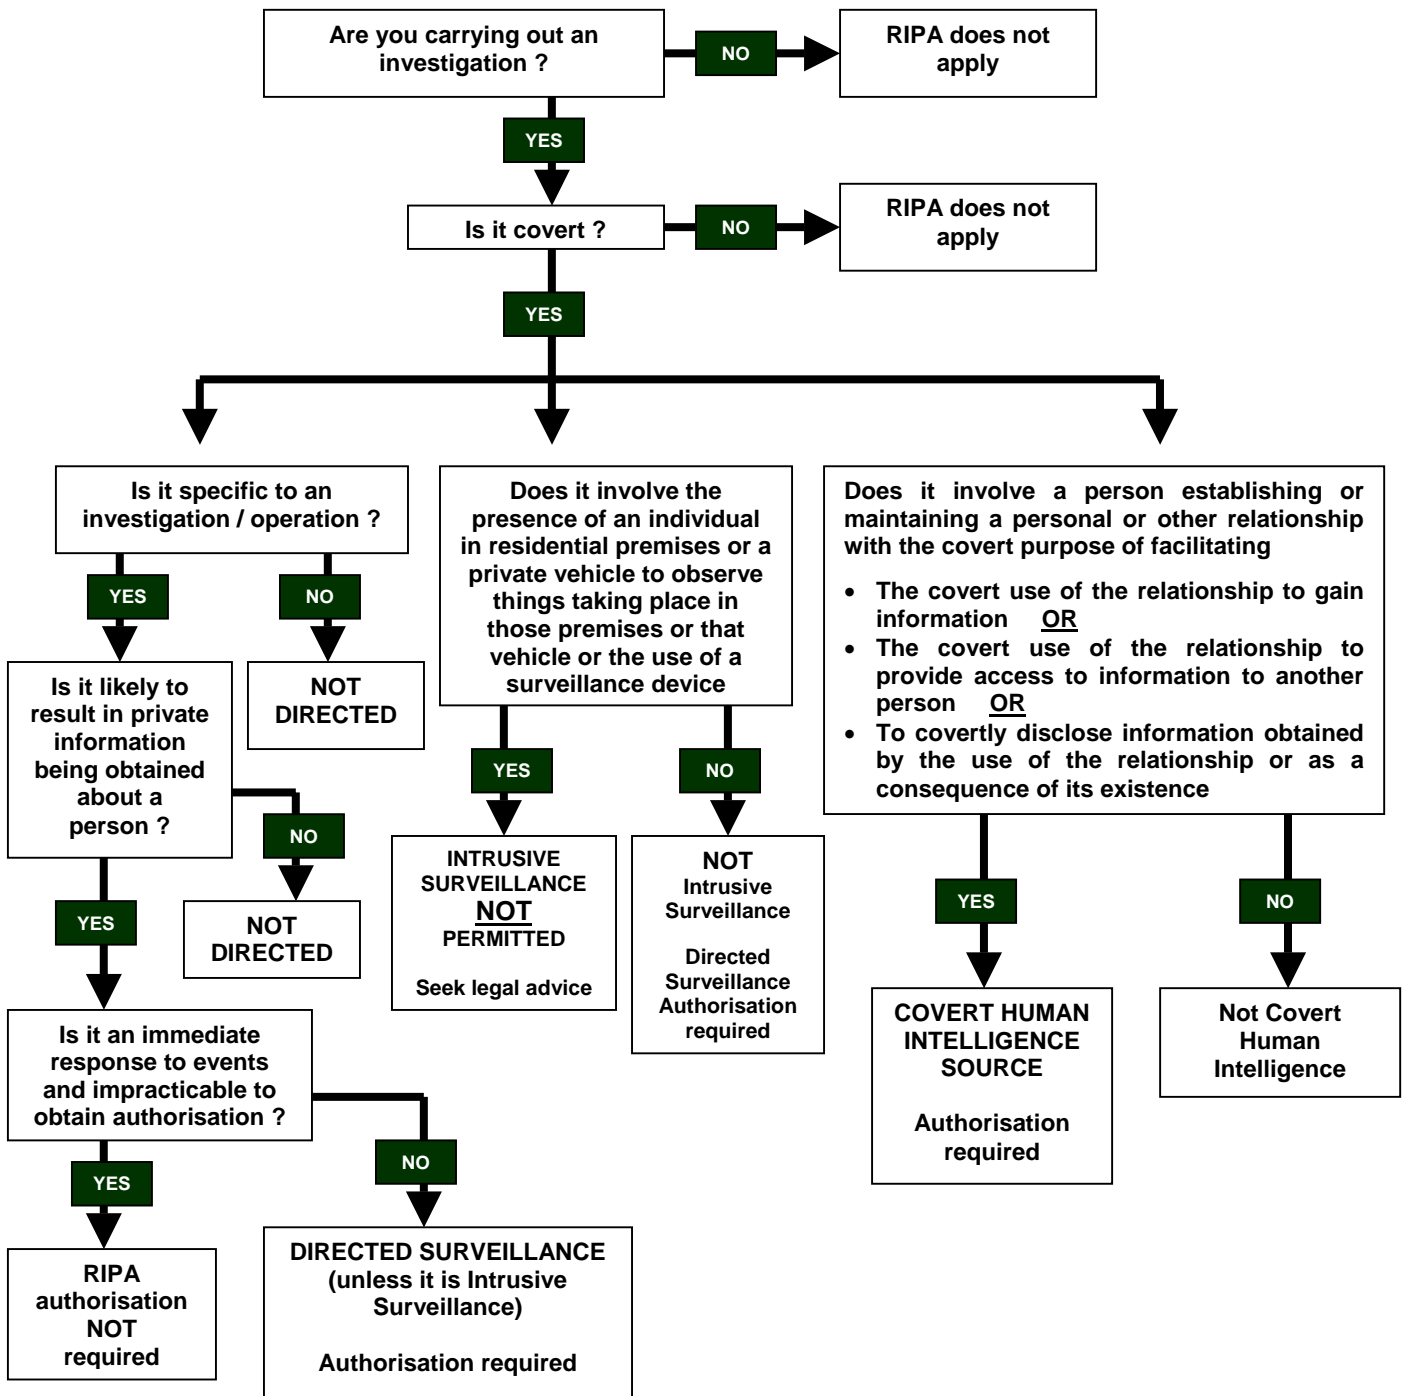 Are you carrying out an
investigation ?
NO
RIPA does not
apply
YES
Is it covert ?
NO
RIPA does not
apply
YES
Is it specific to an
investigation / operation ?
YES
NO
NOT
DIRECTED
Is it likely to
result in private
information
being obtained
about a
person ?
NO
NOT
DIRECTED
YES
Is it an immediate
response to events
and impracticable to
obtain authorisation ?
YES
NO
RIPA
authorisation
NOT
required
DIRECTED SURVEILLANCE
(unless it is Intrusive
Surveillance)
Authorisation required
Does it involve the
presence of an individual
in residential premises or a
private vehicle to observe
things taking place in
those premises or that
vehicle or the use of a
surveillance device
YES
NO
INTRUSIVE
SURVEILLANCE
NOT
PERMITTED
Seek legal advice
NOT
Intrusive
Surveillance
Directed
Surveillance
Authorisation
required
Does it involve a person establishing or
maintaining a personal or other relationship
with the covert purpose of facilitating
• The covert use of the relationship to gain
information OR
• The covert use of the relationship to
provide access to information to another
person OR
• To covertly disclose information obtained
by the use of the relationship or as a
consequence of its existence
YES
NO
COVERT HUMAN
INTELLIGENCE
SOURCE
Authorisation
required
Not Covert
Human
Intelligence